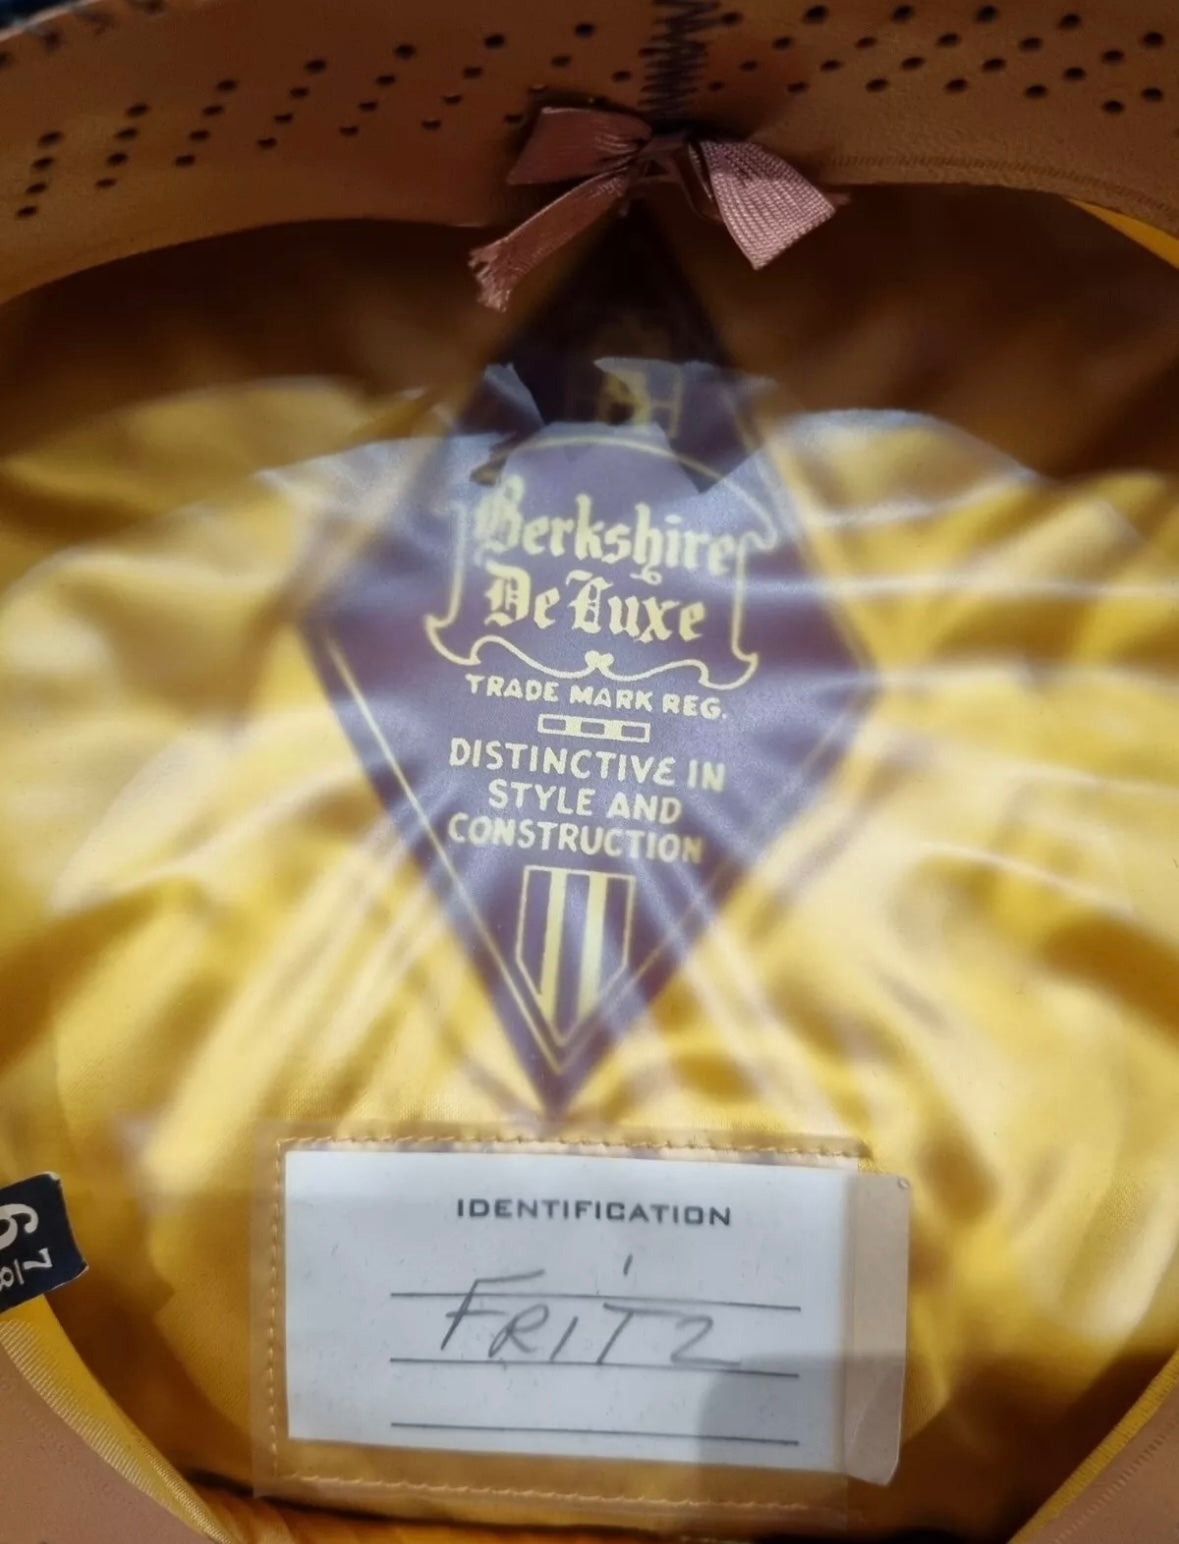 Berkshire
De Luxe
TRADE MARK REG.
DISTINCTIVE IN
STYLE AND
CONSTRUCTION
IDENTIFICATION
FRITZ
6 7/8